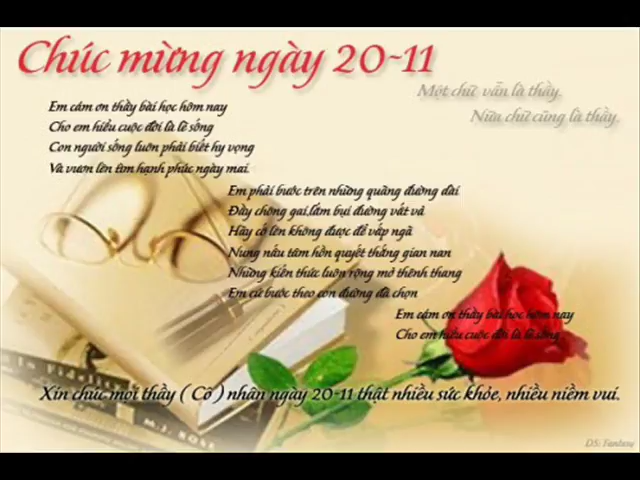 Chúc mừng ngày 20-11
Một chữ vẫn là thầy.
Nửa chữ cũng là thầy.
Em cám ơn thầy bài học hôm nay
Cho em hiểu cuộc đời là lẽ sống
Con người sống luôn phải biết hy vọng
Và vươn lên tìm hạnh phúc ngày mai.
Em phải bước trên những quãng đường dài
Đầy chông gai,lấm bụi đường vất vả
Hãy cố lên không được để vấp ngã
Nung nấu tâm hồn quyết thắng gian nan
Những kiến thức luôn rộng mở thênh thang
Em cứ bước theo con đường đã chọn
Em cám ơn thầy bài học hôm nay
Cho em hiểu cuộc đời là lẽ sống
Xin chúc mọi thầy ( Cô ) nhân ngày 20-11 thật nhiều sức khỏe, nhiều niềm vui.
M.J. ROSE
DS: Fantasy